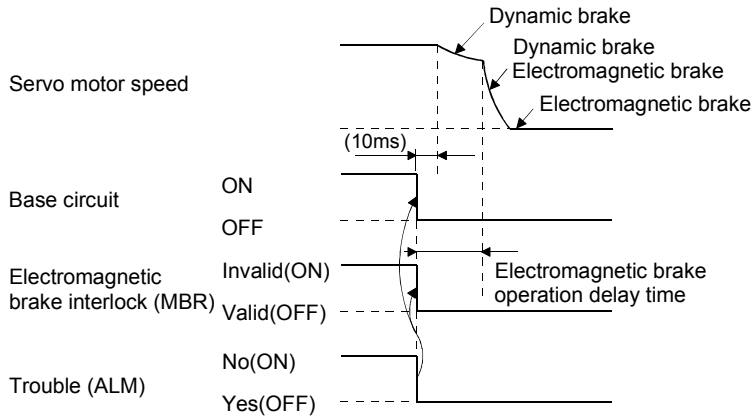 Dynamic brake
Dynamic brake
Electromagnetic brake
Servo motor speed
Electromagnetic brake
(10ms)
Base circuit
ON
OFF
Electromagnetic
brake interlock (MBR)
Invalid(ON)
Valid(OFF)
Electromagnetic brake
operation delay time
Trouble (ALM)
No(ON)
Yes(OFF)